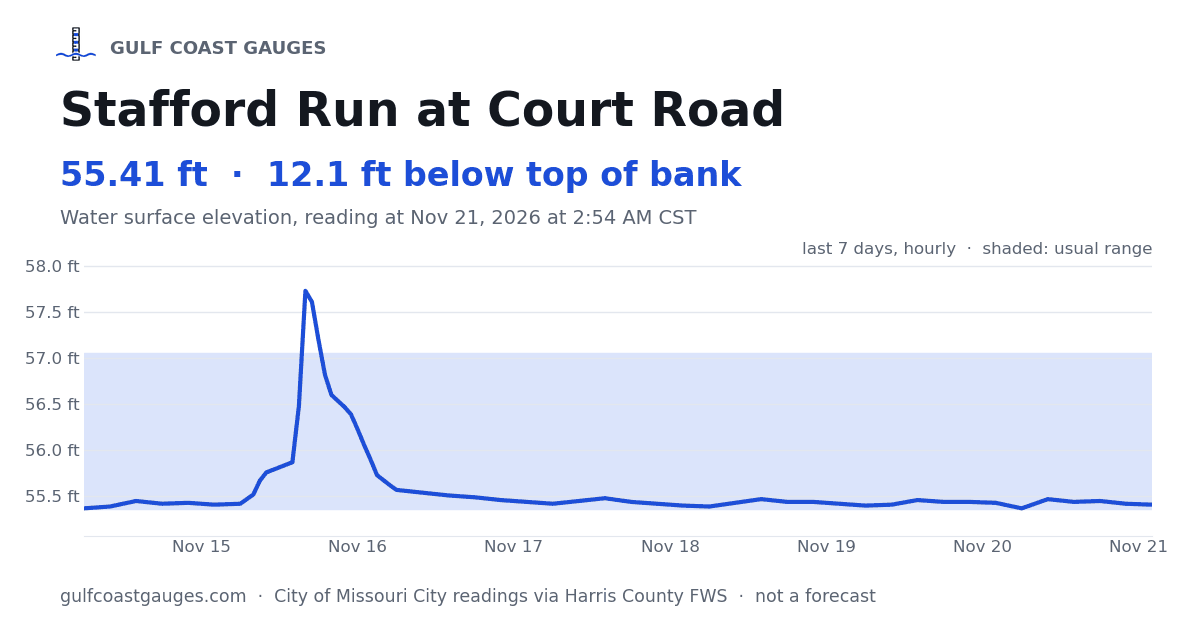 GULF COAST GAUGES
Stafford Run at Court Road
55.41 ft · 12.1 ft below top of bank
Water surface elevation, reading at Nov 21, 2026 at 2:54 AM CST
last 7 days, hourly · shaded: usual range
58.0 ft
57.5 ft
57.0 ft
56.5 ft
56.0 ft
55.5 ft
Nov 15 Nov 16 Nov 17 Nov 18 Nov 19 Nov 20 Nov 21
gulfcoastgauges.com · City of Missouri City readings via Harris County FWS · not a forecast